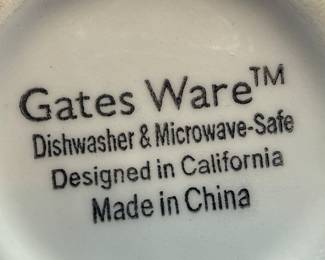 Gates Ware™
Dishwasher & Microwave-Safe
Designed in California
Made in China